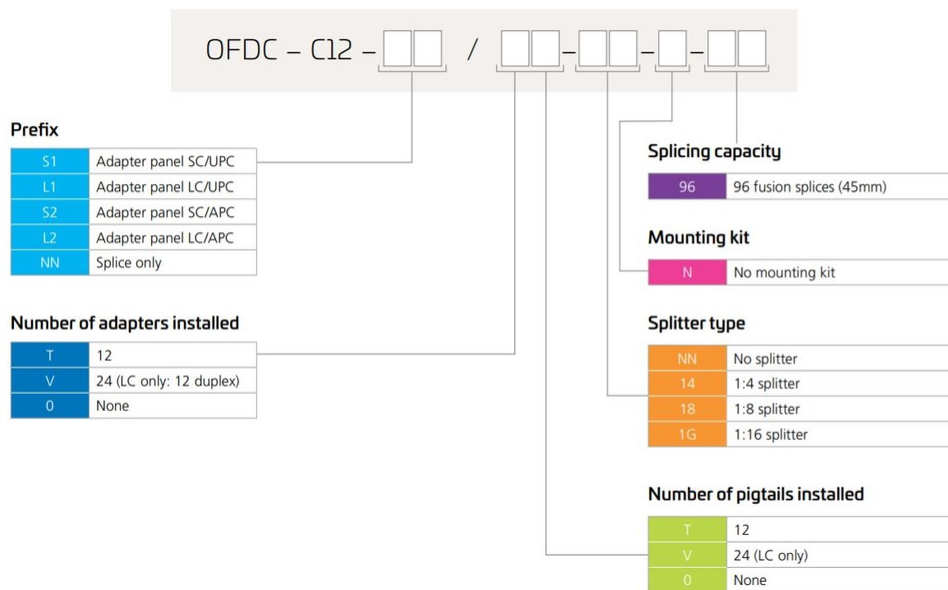 OFDC – C12 – / – – –
Prefix
S1 Adapter panel SC/UPC
L1 Adapter panel LC/UPC
S2 Adapter panel SC/APC
L2 Adapter panel LC/APC
NN Splice only
Number of adapters installed
T 12
V 24 (LC only: 12 duplex)
0 None
Splicing capacity
96 96 fusion splices (45mm)
Mounting kit
N No mounting kit
Splitter type
NN No splitter
14 1:4 splitter
18 1:8 splitter
1G 1:16 splitter
Number of pigtails installed
T 12
V 24 (LC only)
0 None